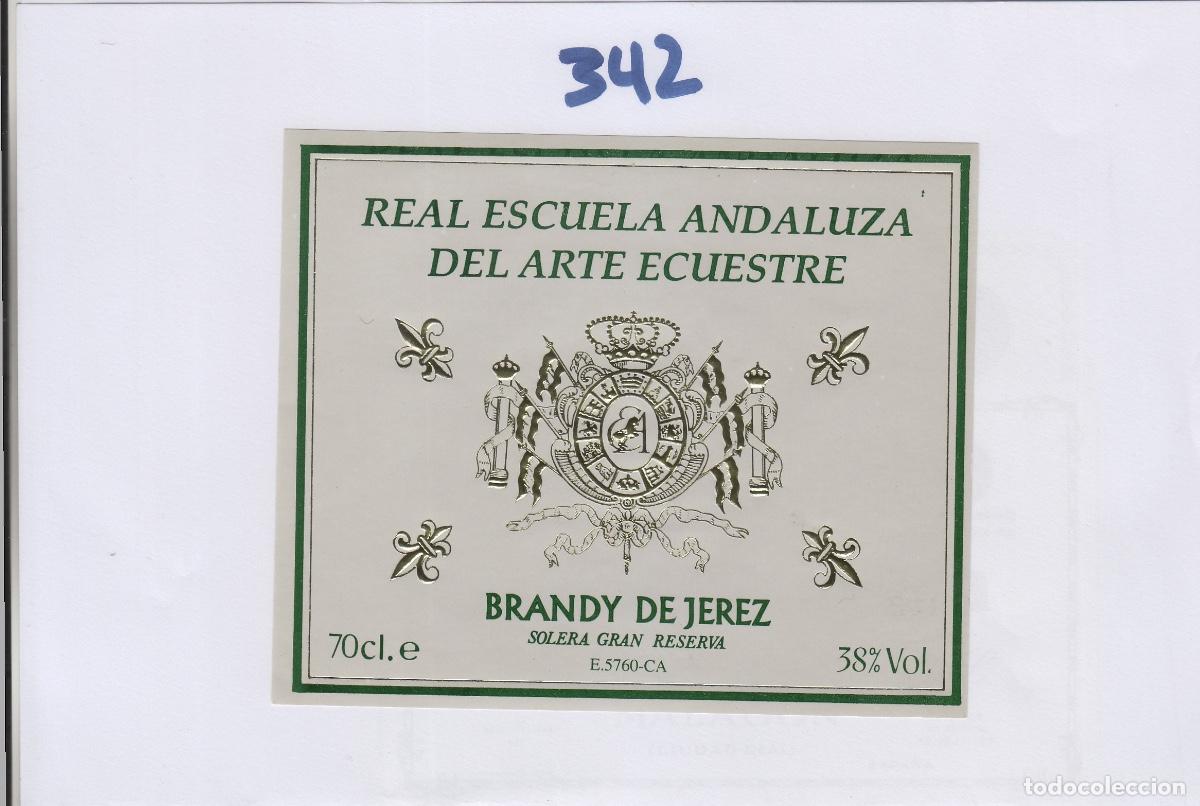 342
REAL ESCUELA ANDALUZA
DEL ARTE ECUESTRE
BRANDY DE JEREZ
SOLERA GRAN RESERVA
70cl.e
E.5760-CA
38% Vol.
todocoleccion